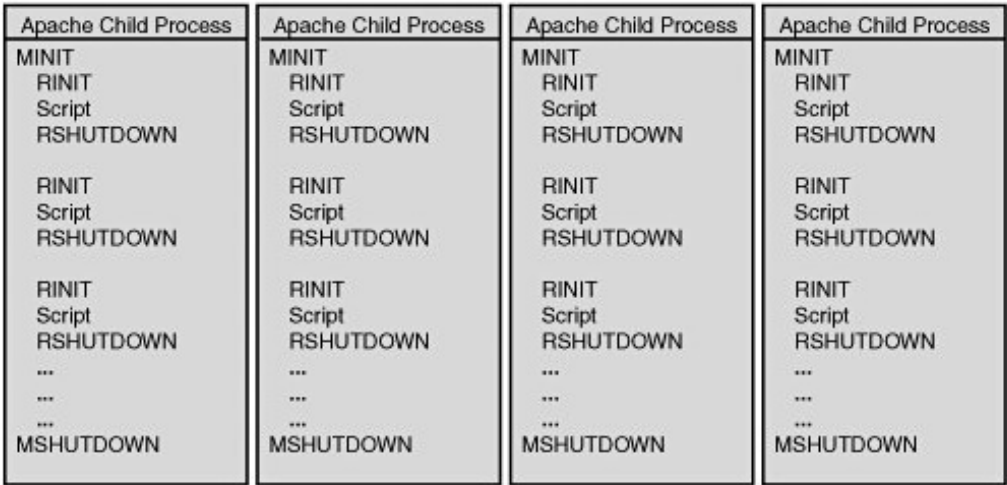 Apache Child Process
MINIT
RINIT
Script
RSHUTDOWN
RINIT
Script
RSHUTDOWN
RINIT
Script
RSHUTDOWN
...
...
...
MSHUTDOWN
Apache Child Process
MINIT
RINIT
Script
RSHUTDOWN
RINIT
Script
RSHUTDOWN
RINIT
Script
RSHUTDOWN
...
...
...
MSHUTDOWN
Apache Child Process
MINIT
RINIT
Script
RSHUTDOWN
RINIT
Script
RSHUTDOWN
RINIT
Script
RSHUTDOWN
...
...
...
MSHUTDOWN
Apache Child Process
MINIT
RINIT
Script
RSHUTDOWN
RINIT
Script
RSHUTDOWN
RINIT
Script
RSHUTDOWN
...
...
...
MSHUTDOWN